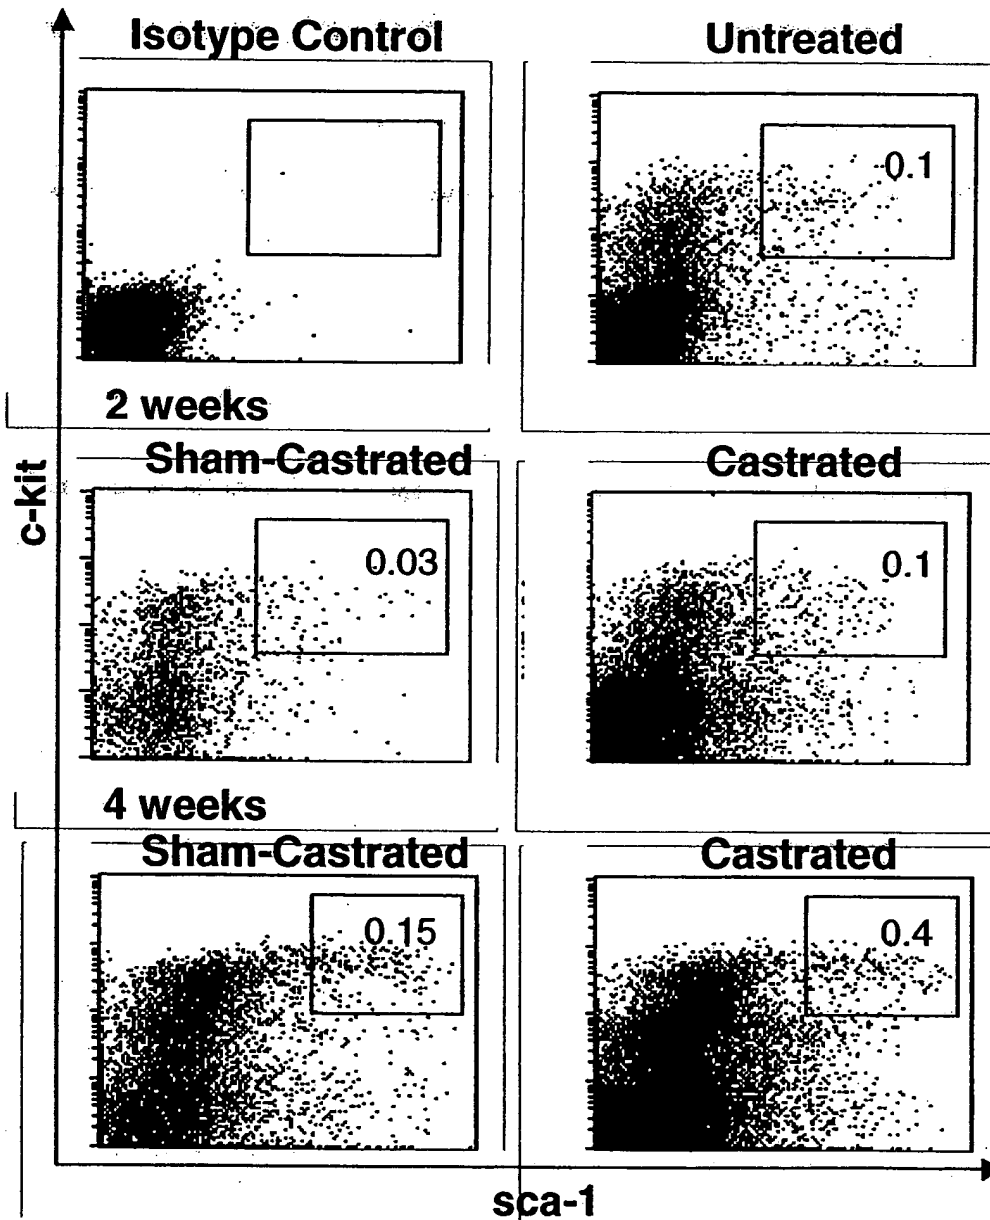 Isotype Control
Untreated
0.1
2 weeks
Sham-Castrated
Castrated
0.03
0.1
4 weeks
Sham-Castrated
Castrated
0.15
0.4
c-kit
sca-1